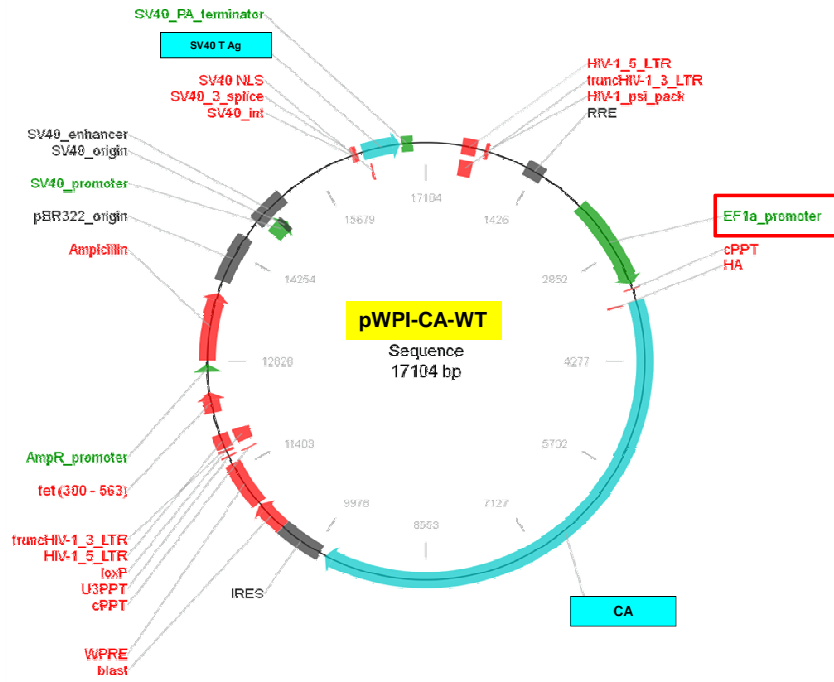 SV40_PA_terminator
SV40 T Ag
SV40 NLS
SV40_3_splice
SV40_int
SV40_enhancer
SV40_origin
SV40_promoter
pBR322_origin
Ampicillin
HIV-1_5_LTR
truncHIV-1_3_LTR
HIV-1_psi_pack
RRE
EF1a_promoter
cPPT
HA
17104
1426
2852
4277
5702
7127
8553
9978
11403
12828
14254
15679
pWPI-CA-WT
Sequence
17104 bp
AmpR_promoter
tet (300 - 563)
truncHIV-1_3_LTR
HIV-1_5_LTR
loxP
U3PPT
cPPT
IRES
CA
WPRE
blast